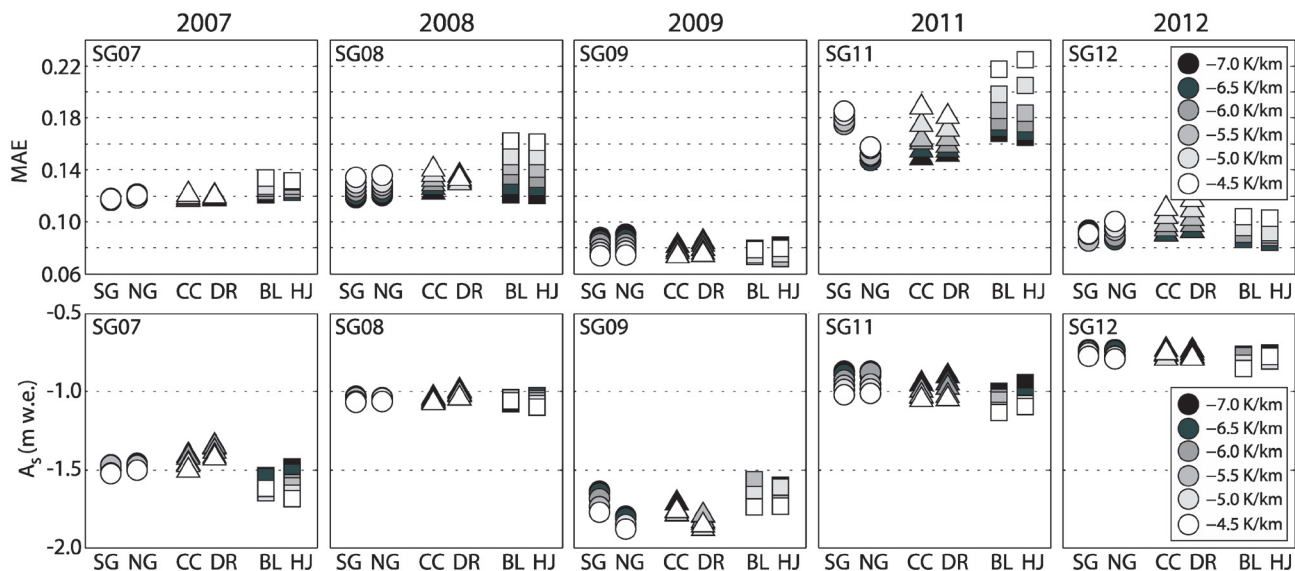 2007 2008 2009 2011 2012
SG07 SG08 SG09 SG11 SG12
MAE
0.22
0.18
0.14
0.10
0.06
−7.0 K/km
−6.5 K/km
−6.0 K/km
−5.5 K/km
−5.0 K/km
−4.5 K/km
SG NG CC DR BL HJ SG NG CC DR BL HJ SG NG CC DR BL HJ SG NG CC DR BL HJ SG NG CC DR BL HJ
SG07 SG08 SG09 SG11 SG12
As (m w.e.)
-0.5
-1.0
-1.5
-2.0
−7.0 K/km
−6.5 K/km
−6.0 K/km
−5.5 K/km
−5.0 K/km
−4.5 K/km
SG NG CC DR BL HJ SG NG CC DR BL HJ SG NG CC DR BL HJ SG NG CC DR BL HJ SG NG CC DR BL HJ